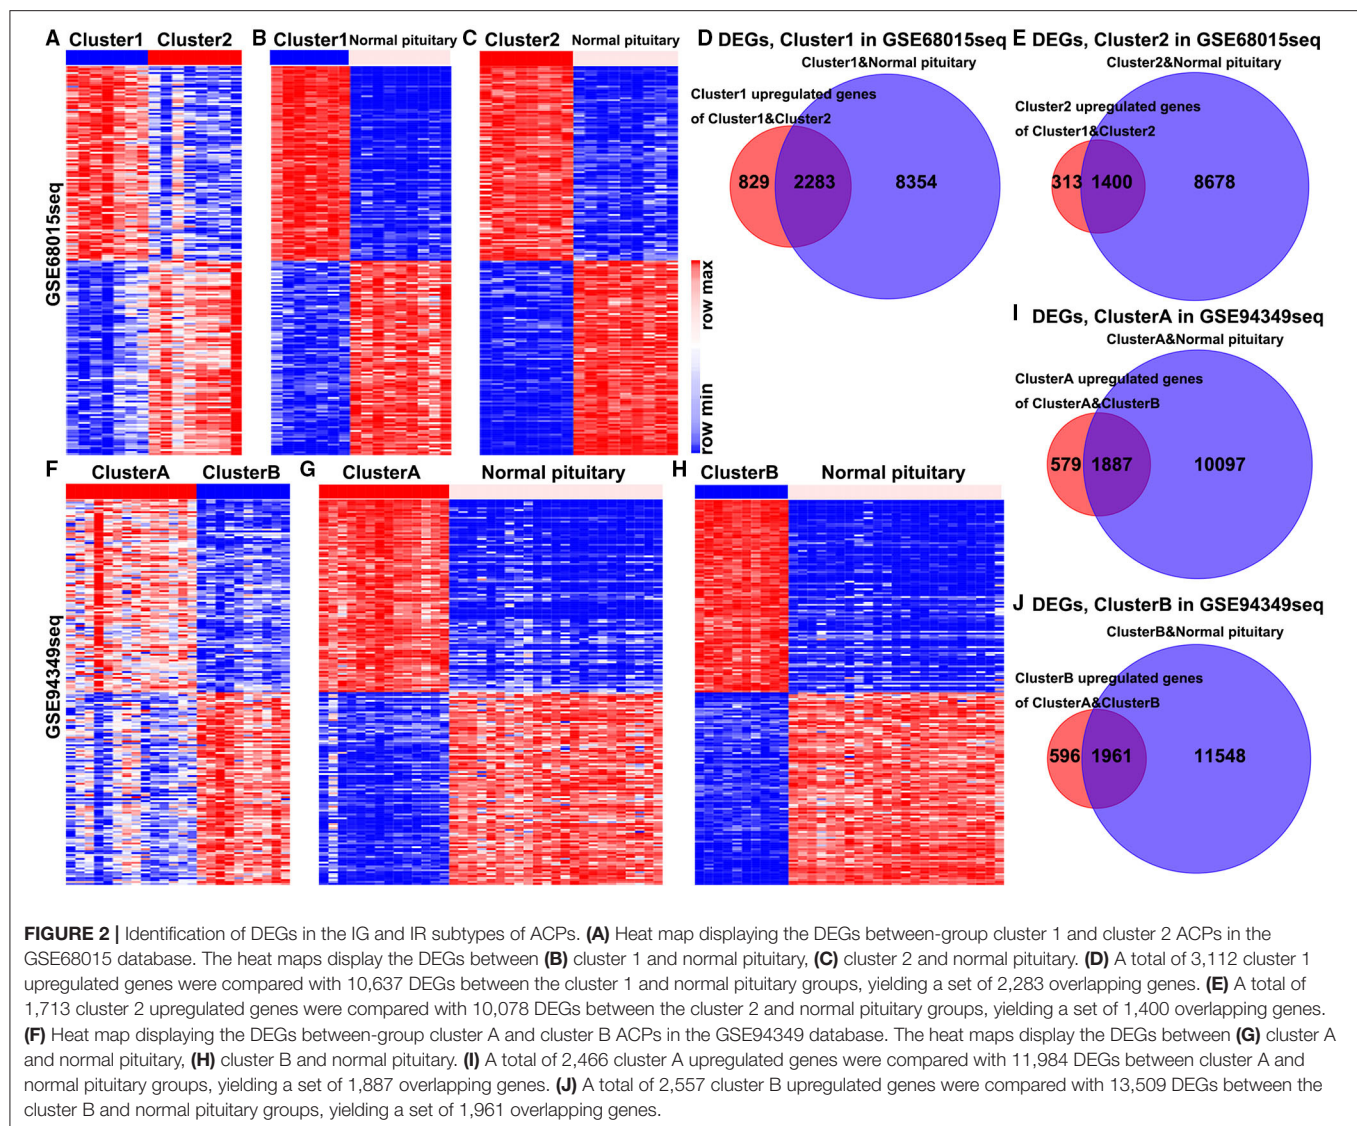 A Cluster1 Cluster2
B Cluster1 Normal pituitary
C Cluster2 Normal pituitary
GSE68015seq
row max
row min
D DEGs, Cluster1 in GSE68015seq
Cluster1&Normal pituitary
Cluster1 upregulated genes
of Cluster1&Cluster2
829 2283 8354
E DEGs, Cluster2 in GSE68015seq
Cluster2&Normal pituitary
Cluster2 upregulated genes
of Cluster1&Cluster2
313 1400 8678
F ClusterA ClusterB
G ClusterA Normal pituitary
H ClusterB Normal pituitary
GSE94349seq
I DEGs, ClusterA in GSE94349seq
ClusterA&Normal pituitary
ClusterA upregulated genes
of ClusterA&ClusterB
579 1887 10097
J DEGs, ClusterB in GSE94349seq
ClusterB&Normal pituitary
ClusterB upregulated genes
of ClusterA&ClusterB
596 1961 11548
FIGURE 2 | Identification of DEGs in the IG and IR subtypes of ACPs. (A) Heat map displaying the DEGs between-group cluster 1 and cluster 2 ACPs in the
GSE68015 database. The heat maps display the DEGs between (B) cluster 1 and normal pituitary, (C) cluster 2 and normal pituitary. (D) A total of 3,112 cluster 1
upregulated genes were compared with 10,637 DEGs between the cluster 1 and normal pituitary groups, yielding a set of 2,283 overlapping genes. (E) A total of
1,713 cluster 2 upregulated genes were compared with 10,078 DEGs between the cluster 2 and normal pituitary groups, yielding a set of 1,400 overlapping genes.
(F) Heat map displaying the DEGs between-group cluster A and cluster B ACPs in the GSE94349 database. The heat maps display the DEGs between (G) cluster A
and normal pituitary, (H) cluster B and normal pituitary. (I) A total of 2,466 cluster A upregulated genes were compared with 11,984 DEGs between cluster A and
normal pituitary groups, yielding a set of 1,887 overlapping genes. (J) A total of 2,557 cluster B upregulated genes were compared with 13,509 DEGs between the
cluster B and normal pituitary groups, yielding a set of 1,961 overlapping genes.